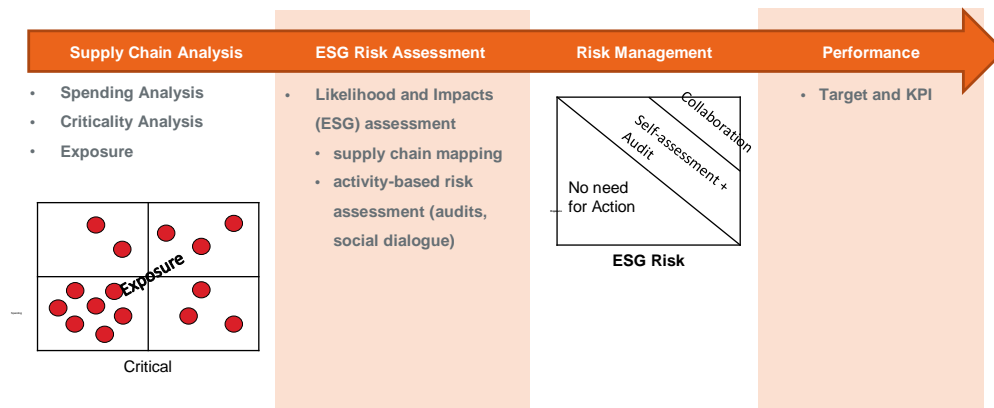 Supply Chain Analysis
ESG Risk Assessment
Risk Management
Performance
• Spending Analysis
• Criticality Analysis
• Exposure
Exposure
Critical
• Likelihood and Impacts
(ESG) assessment
• supply chain mapping
• activity-based risk
assessment (audits,
social dialogue)
Collaboration
Self-assessment +
Audit
No need
for Action
ESG Risk
• Target and KPI